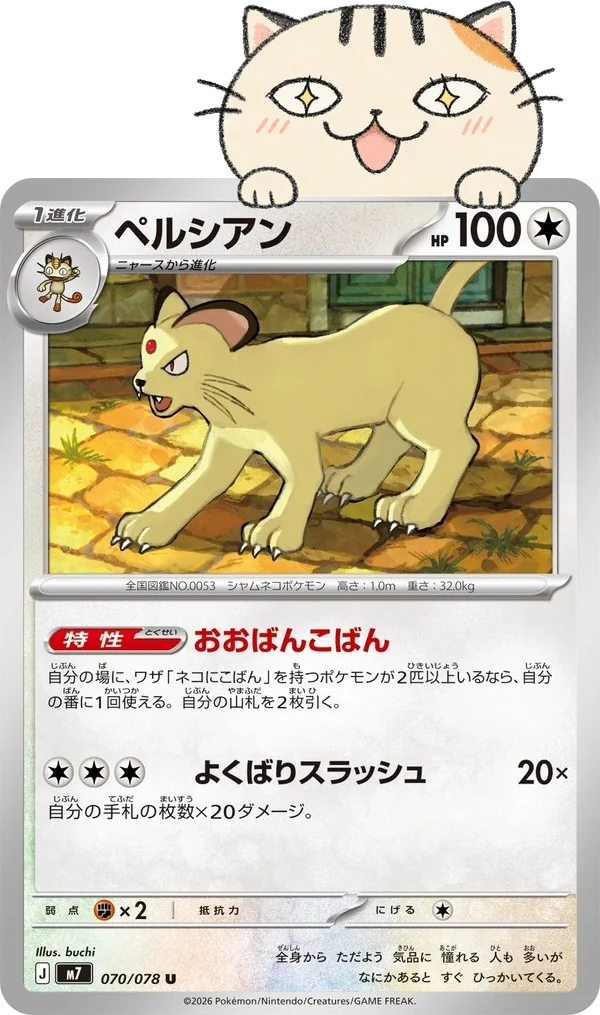 1進化
ペルシアン
HP 100
ニャースから進化
全国図鑑NO.0053 シャムネコポケモン 高さ:1.0m 重さ:32.0kg
特性 とくせい おおばんこばん
自分の場に、ワザ「ネコにこばん」を持つポケモンが2匹以上いるなら、自分
の番に1回使える。自分の山札を2枚引く。
よくばりスラッシュ 20×
自分の手札の枚数×20ダメージ。
弱点 ×2 抵抗力 にげる
Illus. buchi
全身から ただよう 気品に 憧れる 人も 多いが
なにかあると すぐ ひっかいてくる。
J m7 070/078 U
©2026 Pokémon/Nintendo/Creatures/GAME FREAK.